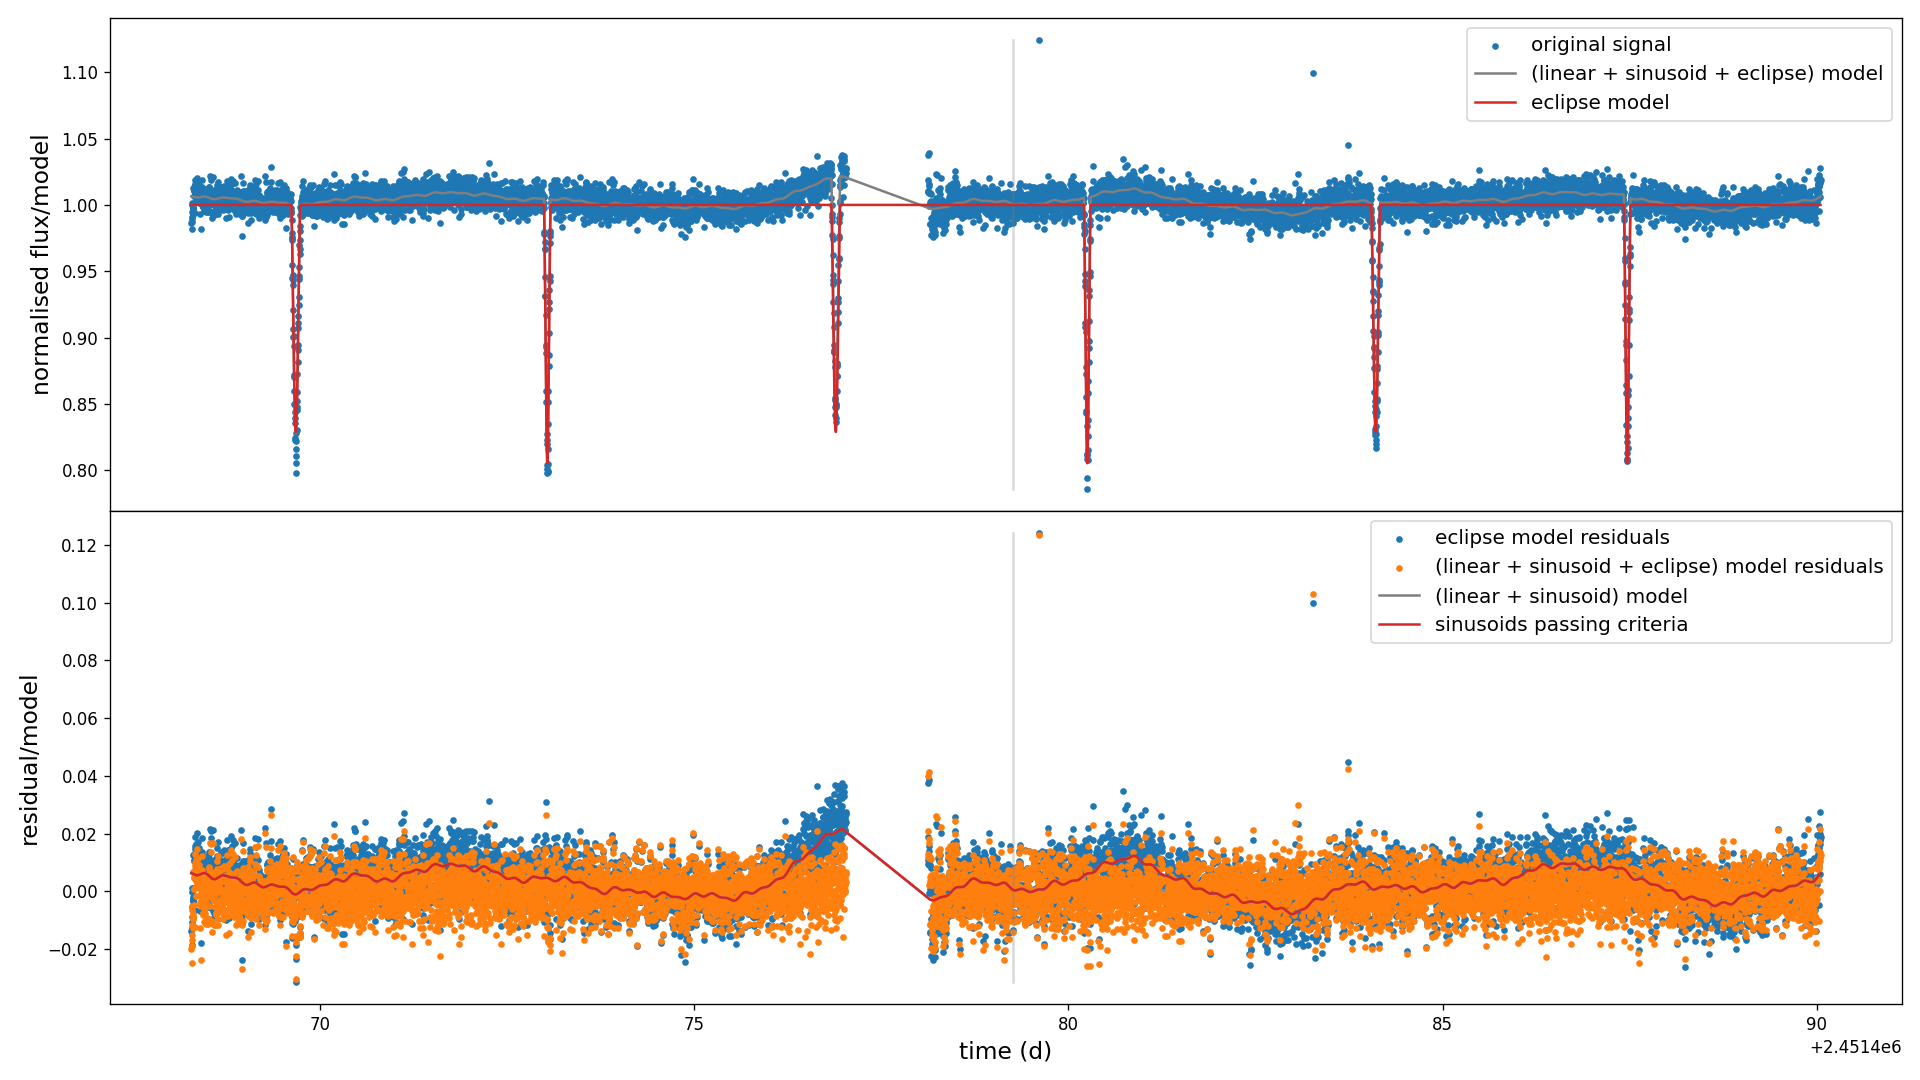 original signal
(linear + sinusoid + eclipse) model
eclipse model
normalised flux/model
1.10
1.05
1.00
0.95
0.90
0.85
0.80
eclipse model residuals
(linear + sinusoid + eclipse) model residuals
(linear + sinusoid) model
sinusoids passing criteria
residual/model
0.12
0.10
0.08
0.06
0.04
0.02
0.00
−0.02
70 75 80 85 90
time (d)
+2.4514e6